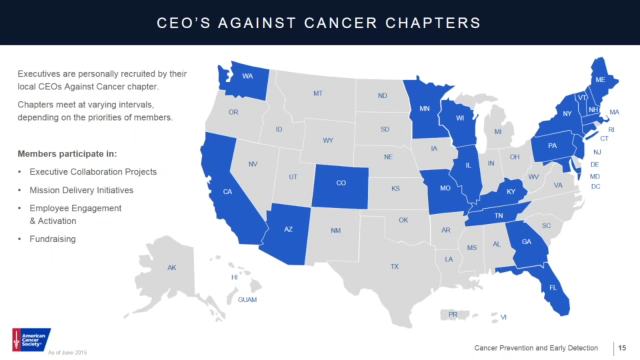 CEO'S AGAINST CANCER CHAPTERS
Executives are personally recruited by their
local CEOs Against Cancer chapter.
Chapters meet at varying intervals,
depending on the priorities of members.
Members participate in:
• Executive Collaboration Projects
• Mission Delivery Initiatives
• Employee Engagement
& Activation
• Fundraising
WA
MT
ND
MN
ME
VT
NH
OR
ID
SD
WI
MI
NY
MA
RI
CT
WY
NE
IA
PA
NJ
NV
UT
CO
KS
MO
IL
IN
OH
WV
VA
DE
MD
DC
CA
KY
AZ
NM
OK
AR
TN
SC
TX
LA
MS
AL
GA
FL
AK
HI
GUAM
PR
VI
American
Cancer
Society
As of June 2015
Cancer Prevention and Early Detection
15